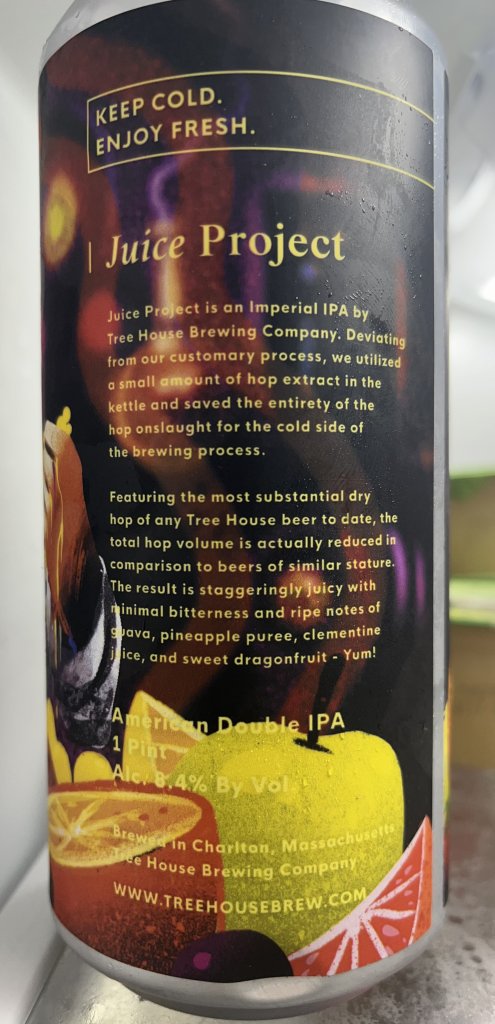 KEEP COLD.
ENJOY FRESH.
Juice Project
Juice Project is an Imperial IPA by
Tree House Brewing Company. Deviating
from our customary process, we utilized
a small amount of hop extract in the
kettle and saved the entirety of the
hop onslaught for the cold side of
the brewing process.
Featuring the most substantial dry
hop of any Tree House beer to date, the
total hop volume is actually reduced in
comparison to beers of similar stature.
The result is staggeringly juicy with
minimal bitterness and ripe notes of
guava, pineapple puree, clementine
juice, and sweet dragonfruit - Yum!
American Double IPA
1 Pint
Alc. 8.4% By Vol.
Brewed in Charlton, Massachusetts
Tree House Brewing Company
WWW.TREEHOUSEBREW.COM